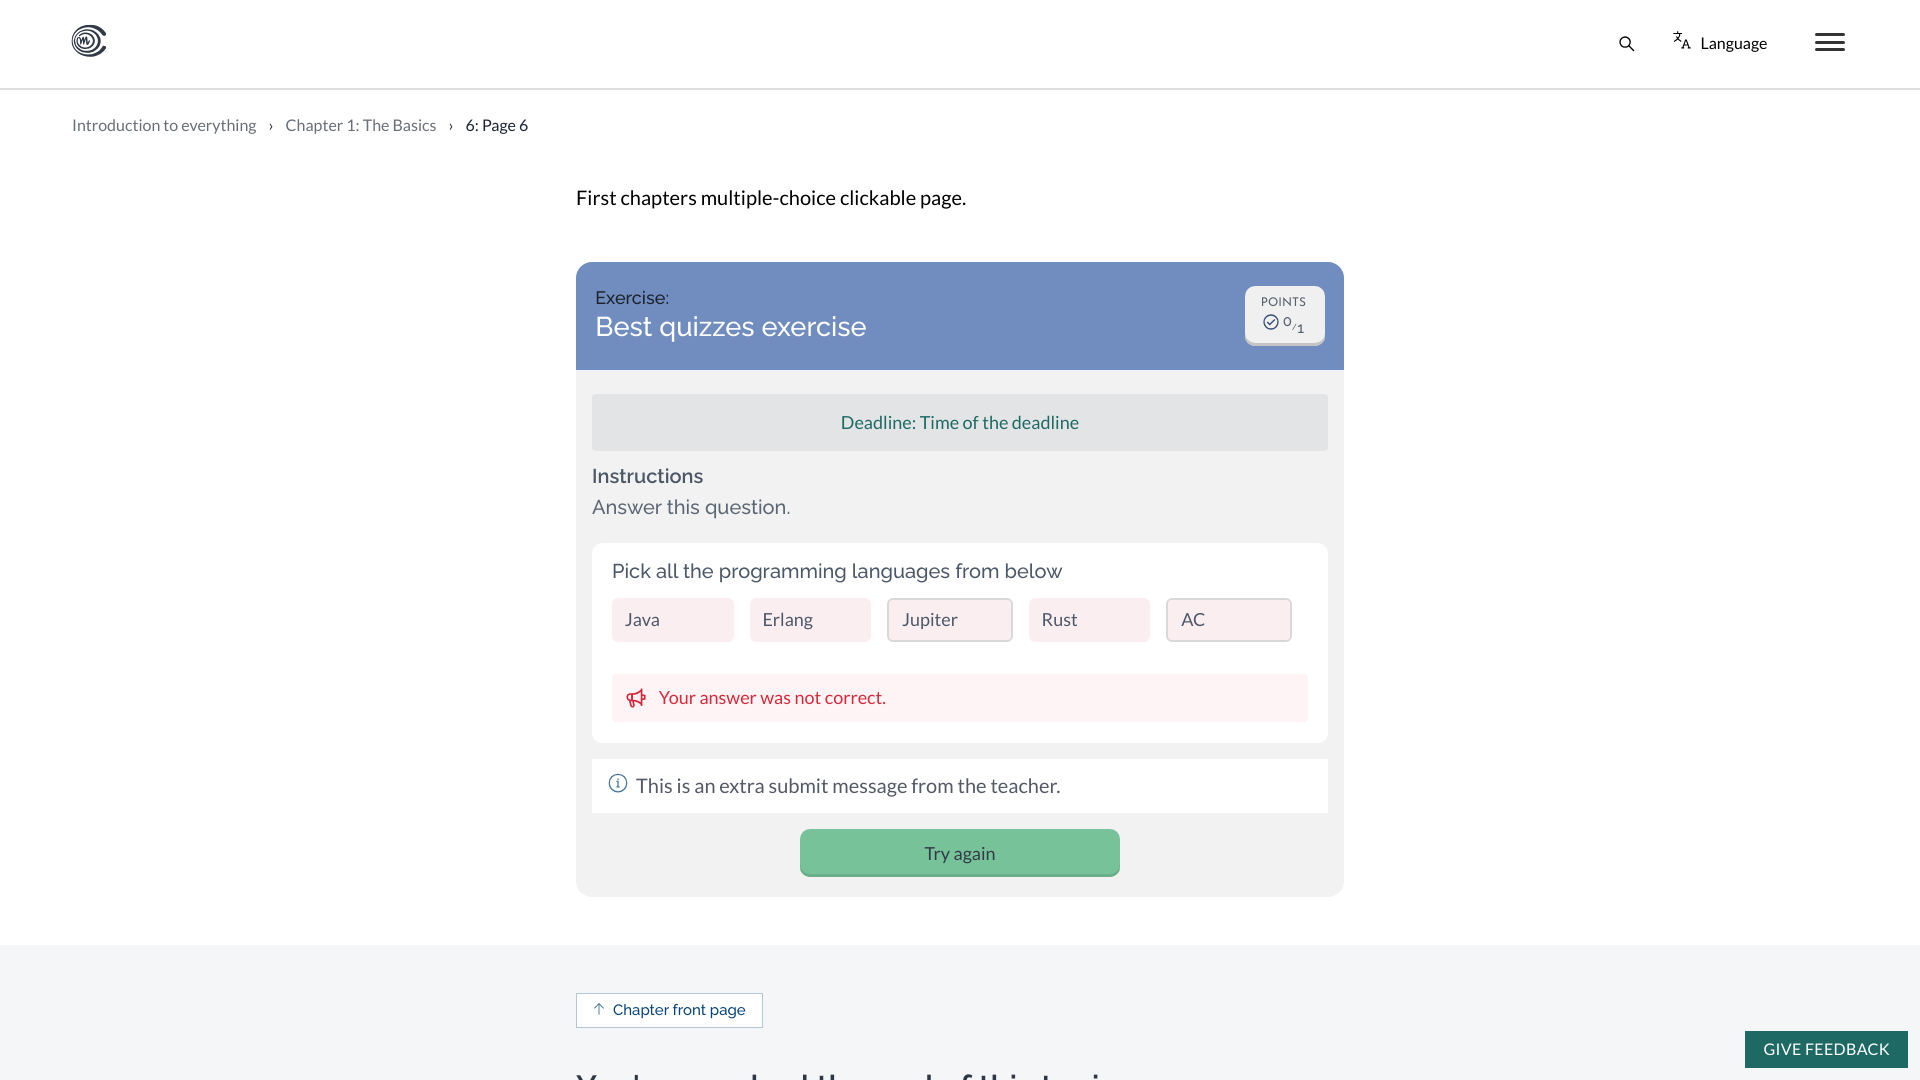 Language
Introduction to everything › Chapter 1: The Basics › 6: Page 6
First chapters multiple-choice clickable page.
Exercise:
Best quizzes exercise
POINTS
0/1
Deadline: Time of the deadline
Instructions
Answer this question.
Pick all the programming languages from below
Java Erlang Jupiter Rust AC
Your answer was not correct.
This is an extra submit message from the teacher.
Try again
Chapter front page
GIVE FEEDBACK